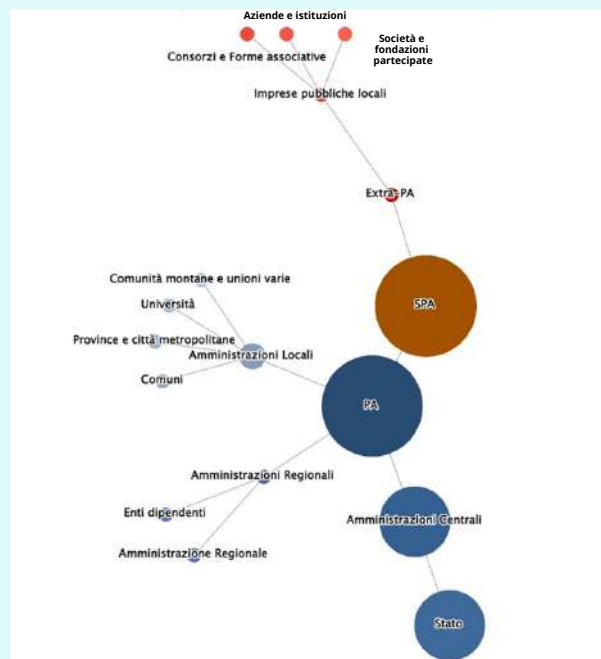 Aziende e istituzioni
Società e
fondazioni
partecipate
Consorzi e Forme associative
Imprese pubbliche locali
Extra-PA
Comunità montane e unioni varie
SPA
Università
Province e città metropolitane
Amministrazioni Locali
Comuni
PA
Amministrazioni Regionali
Enti dipendenti
Amministrazioni Centrali
Amministrazione Regionale
Stato